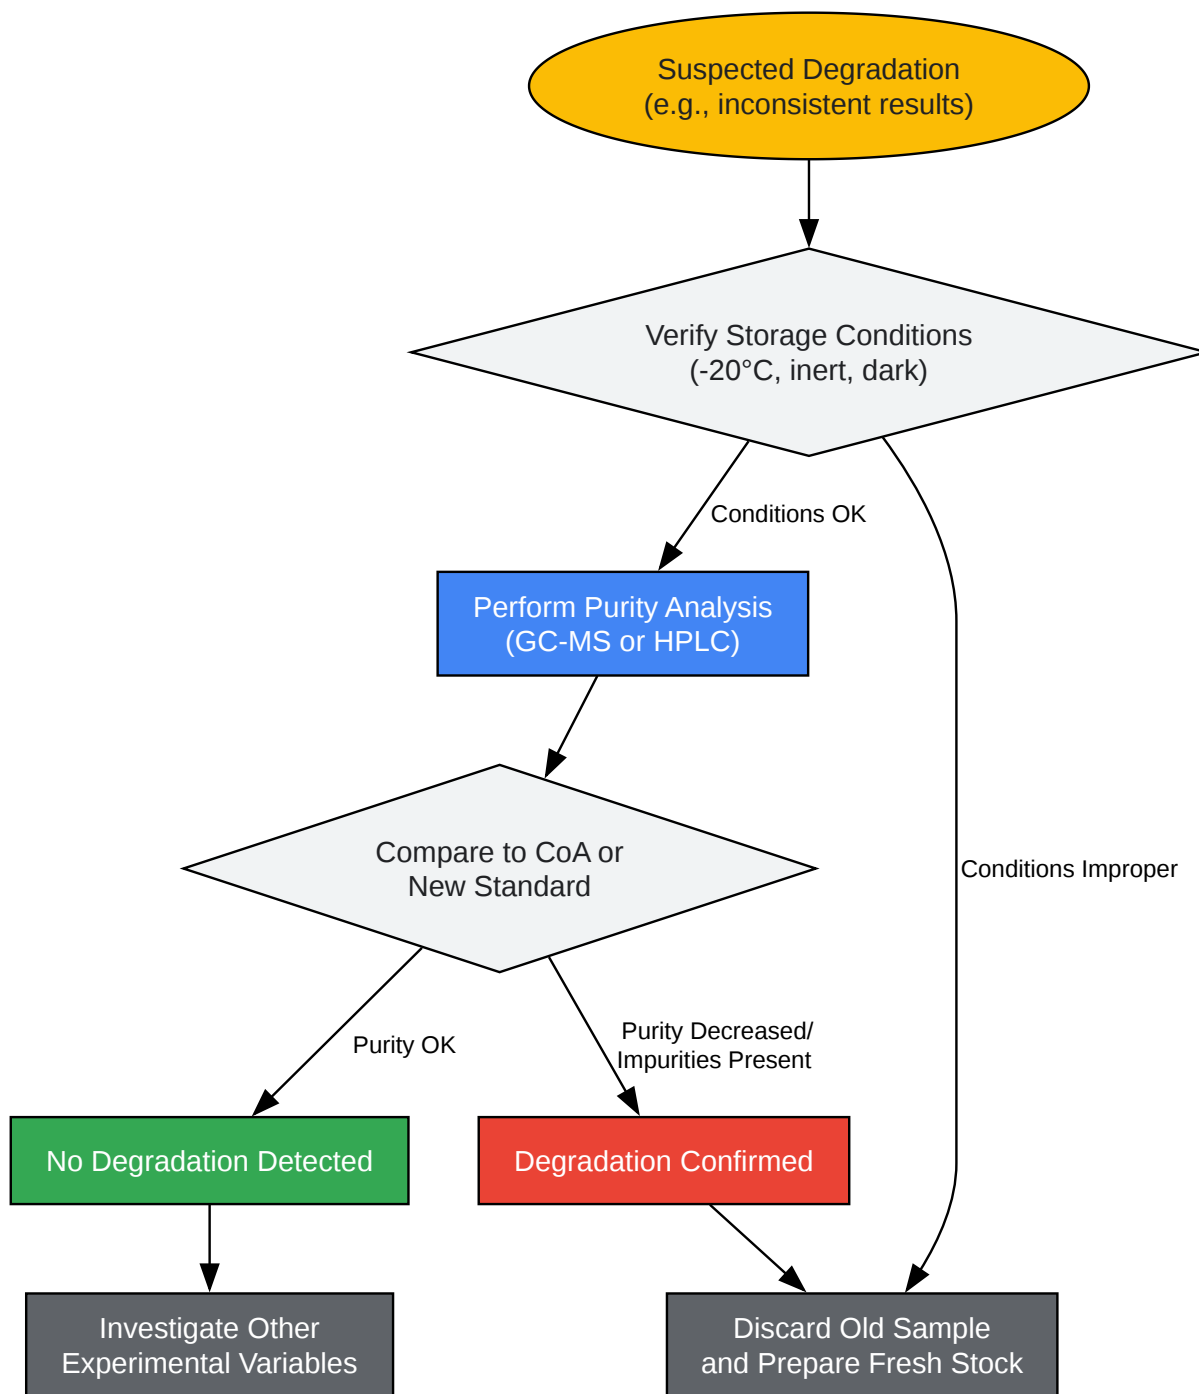 Suspected Degradation
(e.g., inconsistent results)
Verify Storage Conditions
(-20°C, inert, dark)
Conditions OK
Perform Purity Analysis
(GC-MS or HPLC)
Compare to CoA or
New Standard
Conditions Improper
Purity OK
Purity Decreased/
Impurities Present
No Degradation Detected
Degradation Confirmed
Investigate Other
Experimental Variables
Discard Old Sample
and Prepare Fresh Stock